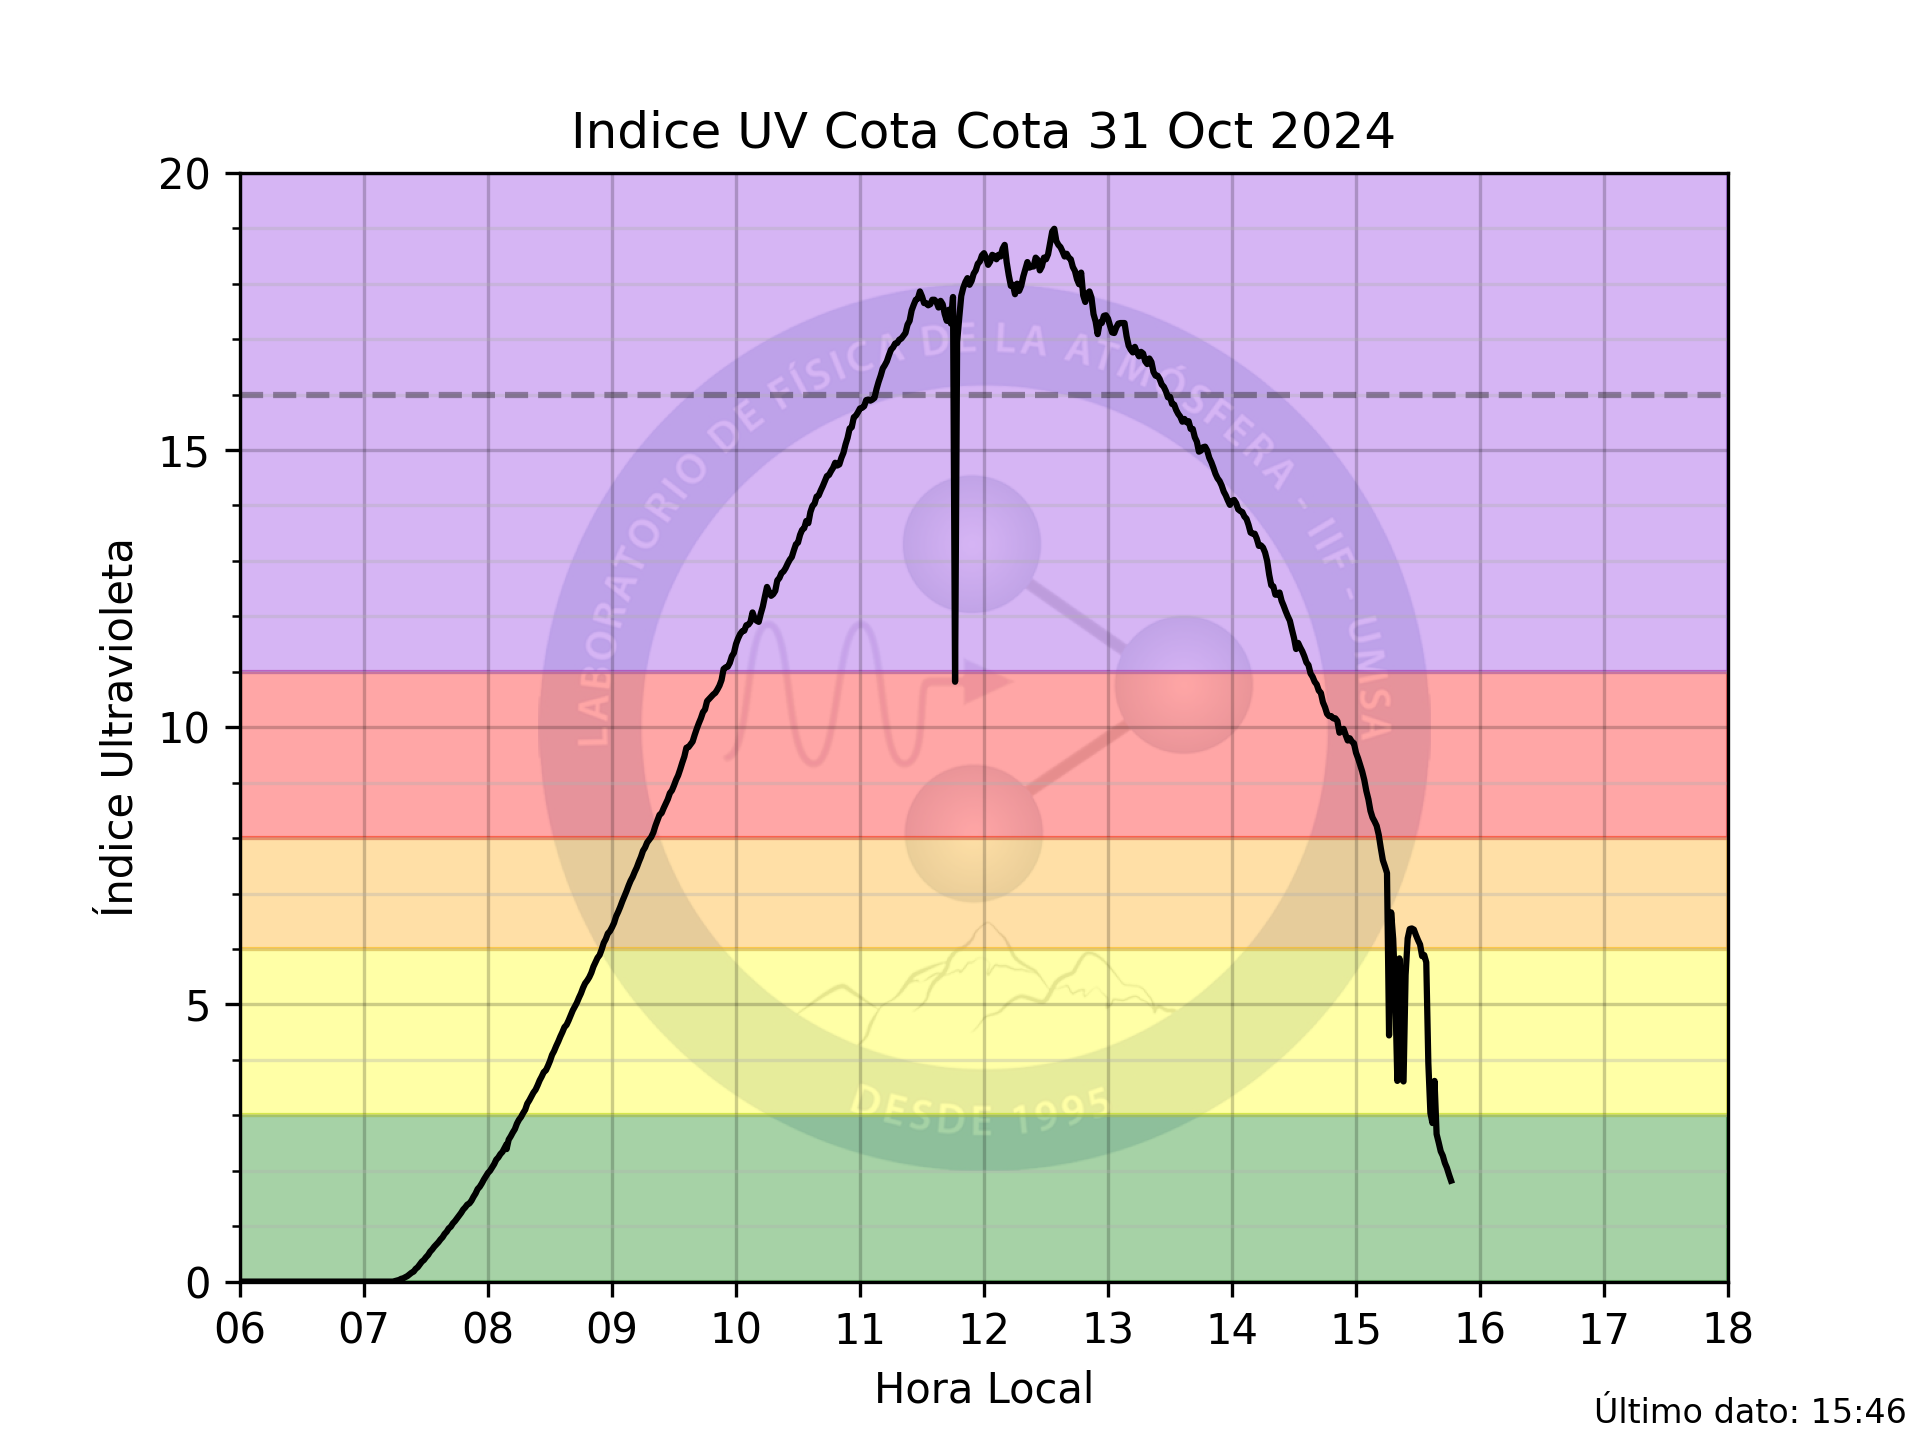 Indice UV Cota Cota 31 Oct 2024
20
15
10
5
0
Índice Ultravioleta
LABORATORIO DE FÍSICA DE LA ATMÓSFERA - IIF - UMSA
DESDE 1995
06 07 08 09 10 11 12 13 14 15 16 17 18
Hora Local
Último dato: 15:46